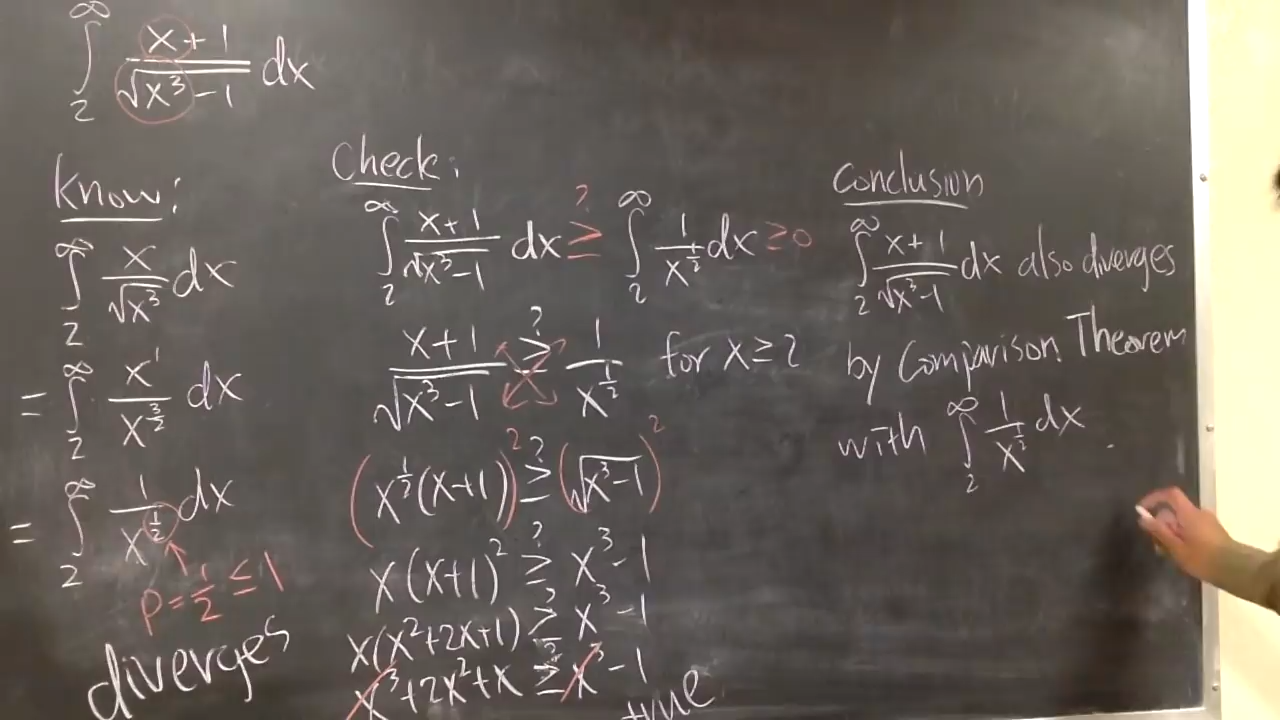 ∫₂^∞ (x+1)/(√x³-1) dx
Know:
∫₂^∞ x/√x³ dx
= ∫₂^∞ x¹/x^(3/2) dx
= ∫₂^∞ 1/x^(1/2) dx
p = 1/2 ≤ 1
diverges
Check:
∫₂^∞ (x+1)/√(x³-1) dx ≥? ∫₂^∞ 1/x^(1/2) dx ≥0
(x+1)/√(x³-1) ≥? 1/x^(1/2) for x ≥ 2
(x^(1/2)(x+1))² ≥? (√(x³-1))²
x(x+1)² ≥? x³-1
x(x²+2x+1) ≥? x³-1
x³+2x²+x ≥? x³-1
true
Conclusion
∫₂^∞ (x+1)/√(x³-1) dx also diverges
by Comparison Theorem
with ∫₂^∞ 1/x^(1/2) dx .